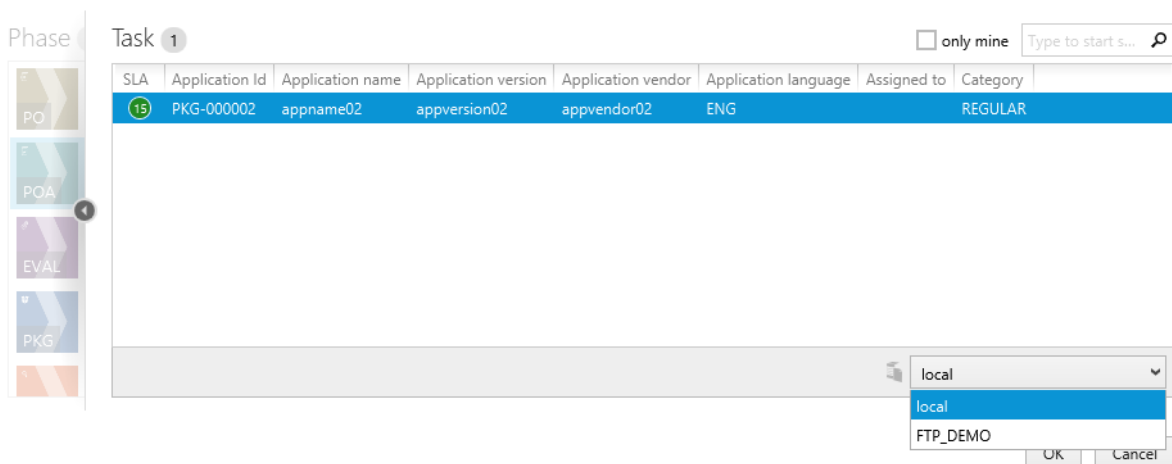 Phase
Task 1
only mine
Type to start s...
SLA Application Id Application name Application version Application vendor Application language Assigned to Category
15 PKG-000002 appname02 appversion02 appvendor02 ENG REGULAR
PO
POA
EVAL
PKG
local
local
FTP_DEMO
OK Cancel